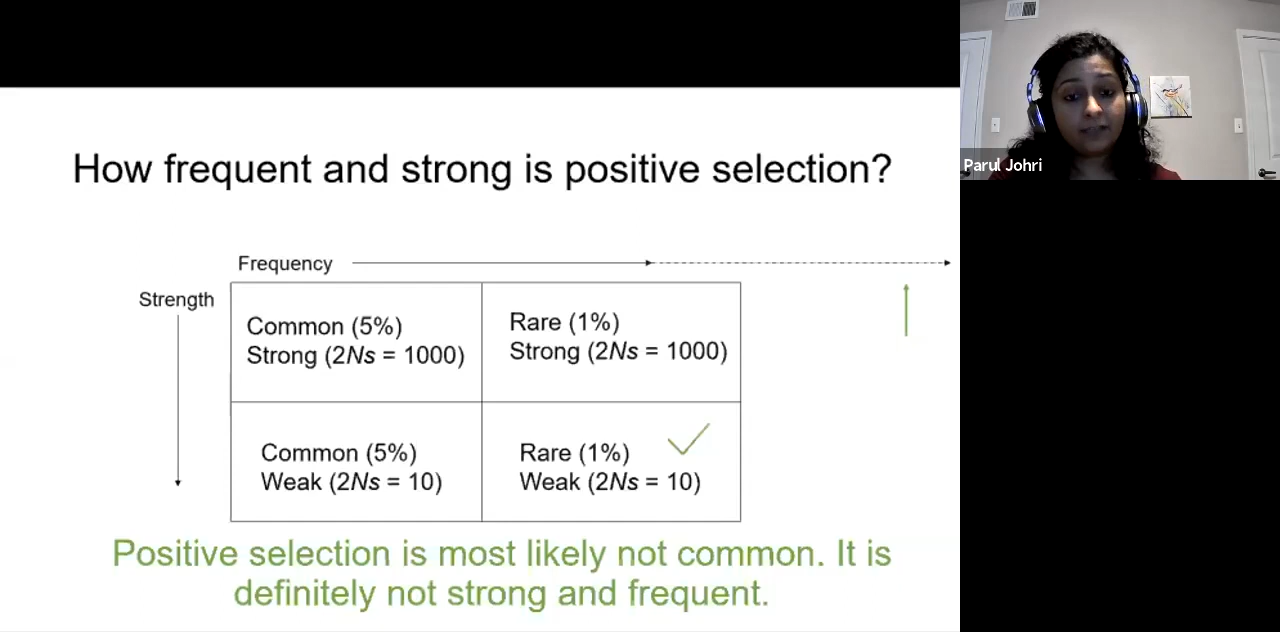 How frequent and strong is positive selection?
Parul Johri
Frequency
Strength
Common (5%)
Strong (2Ns = 1000)
Rare (1%)
Strong (2Ns = 1000)
Common (5%)
Weak (2Ns = 10)
Rare (1%)
Weak (2Ns = 10)
Positive selection is most likely not common. It is
definitely not strong and frequent.